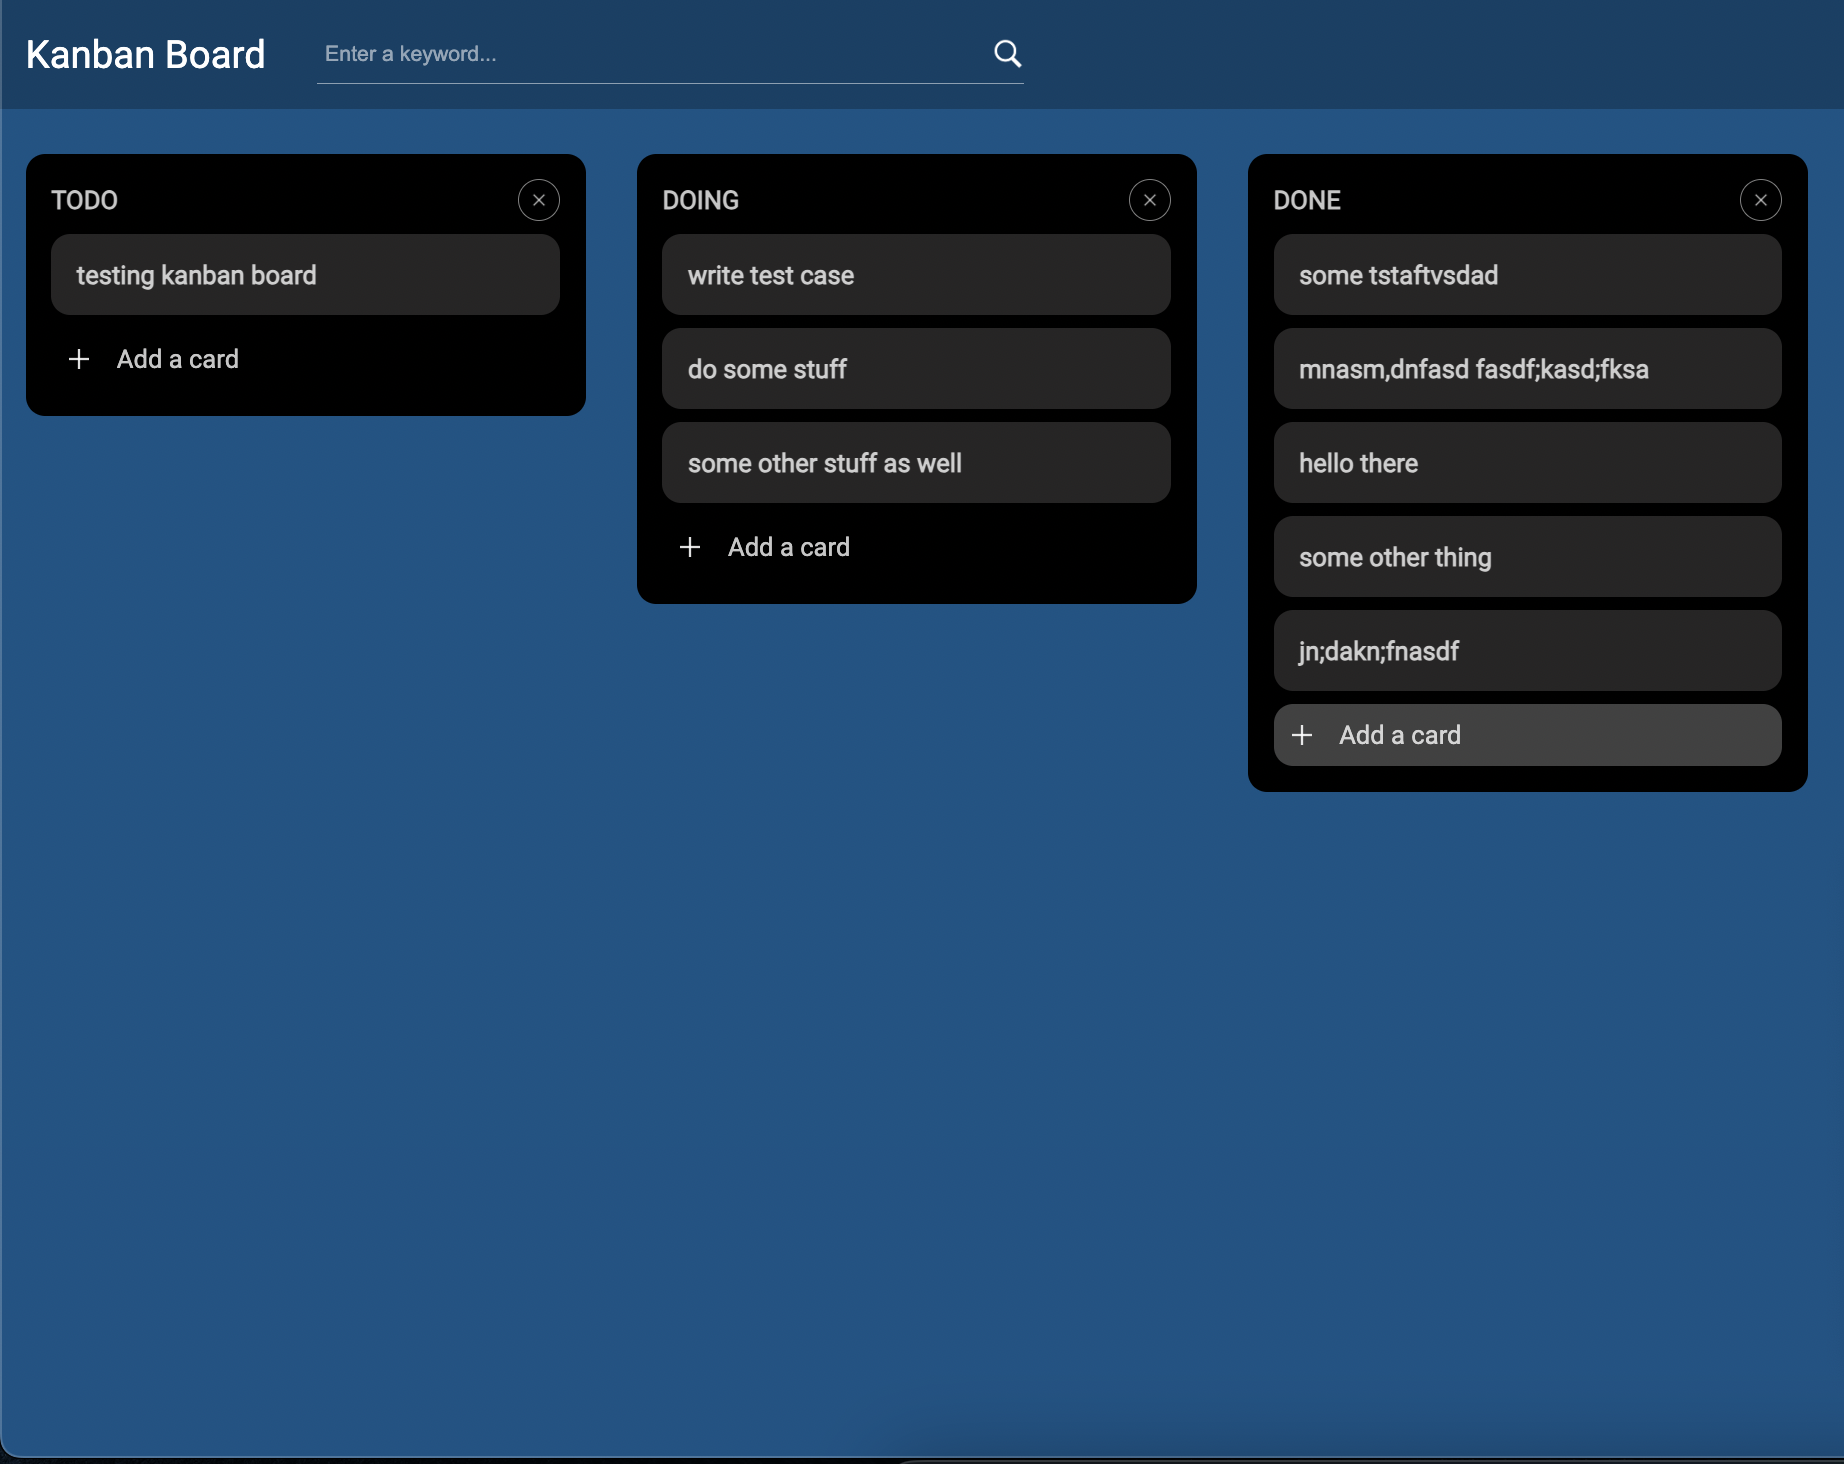 Kanban Board
Enter a keyword...
TODO
testing kanban board
Add a card
DOING
write test case
do some stuff
some other stuff as well
Add a card
DONE
some tstaftvsdad
mnasm,dnfasd fasdf;kasd;fksa
hello there
some other thing
jn;dakn;fnasdf
Add a card